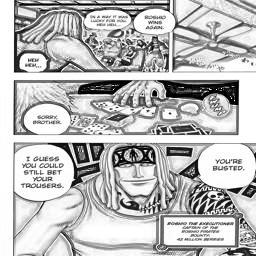 IN A WAY IT WAS
LUCKY FOR YOU
HEH HEH...
ROSHIO
WINS
AGAIN.
HEH
HEH...
SORRY,
BROTHER.
I GUESS
YOU COULD
STILL BET
YOUR
TROUSERS.
YOU'RE
BUSTED.
ROSHIO THE EXECUTIONER
CAPTAIN OF THE
ROSHIO PIRATES
BOUNTY:
42 MILLION BERRIES